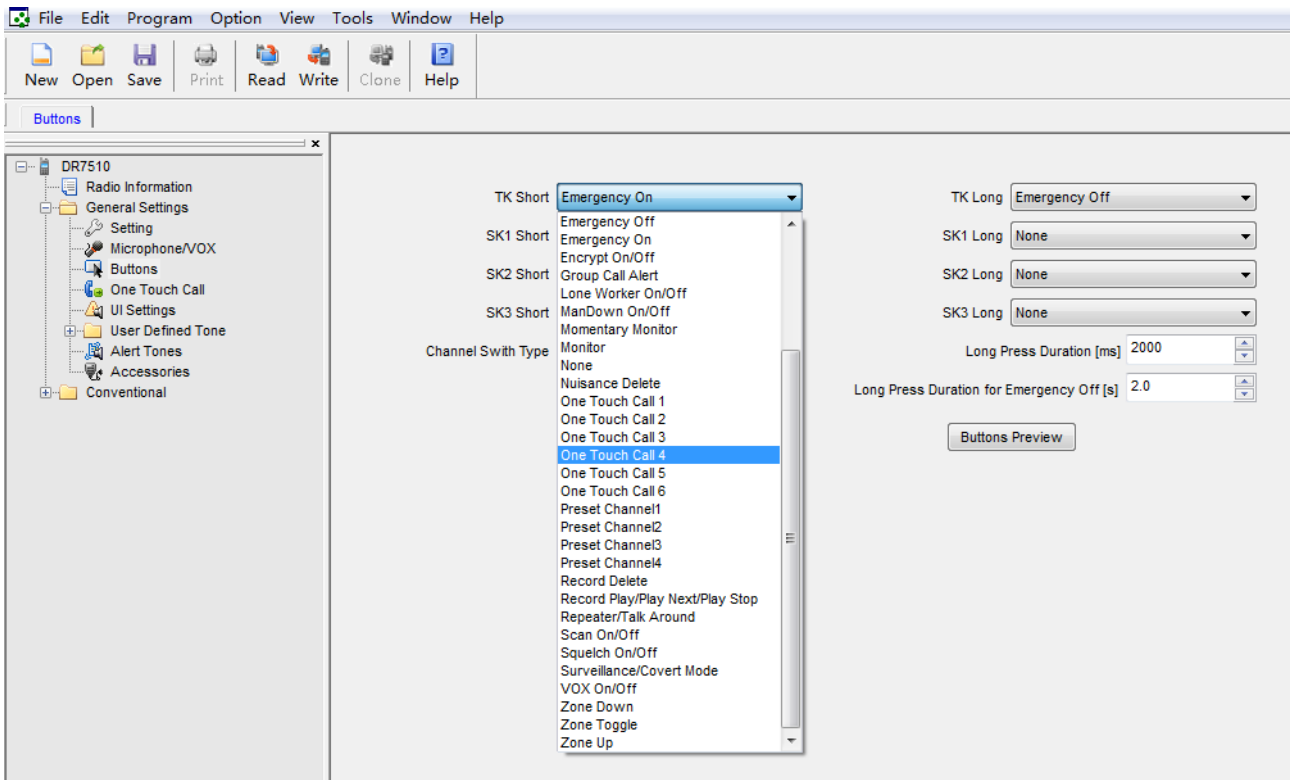 File Edit Program Option View Tools Window Help
New Open Save Print Read Write Clone Help
Buttons
x
DR7510
Radio Information
General Settings
Setting
Microphone/VOX
Buttons
One Touch Call
UI Settings
User Defined Tone
Alert Tones
Accessories
Conventional
TK Short Emergency On
SK1 Short
SK2 Short
SK3 Short
Channel Swith Type
Emergency Off
Emergency On
Encrypt On/Off
Group Call Alert
Lone Worker On/Off
ManDown On/Off
Momentary Monitor
Monitor
None
Nuisance Delete
One Touch Call 1
One Touch Call 2
One Touch Call 3
One Touch Call 4
One Touch Call 5
One Touch Call 6
Preset Channel1
Preset Channel2
Preset Channel3
Preset Channel4
Record Delete
Record Play/Play Next/Play Stop
Repeater/Talk Around
Scan On/Off
Squelch On/Off
Surveillance/Covert Mode
VOX On/Off
Zone Down
Zone Toggle
Zone Up
TK Long Emergency Off
SK1 Long None
SK2 Long None
SK3 Long None
Long Press Duration [ms] 2000
Long Press Duration for Emergency Off [s] 2.0
Buttons Preview